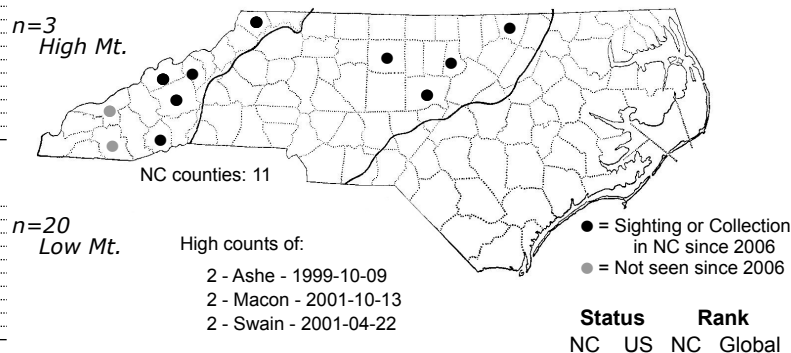 n=3
High Mt.
NC counties: 11
n=20
Low Mt.
High counts of:
2 - Ashe - 1999-10-09
2 - Macon - 2001-10-13
2 - Swain - 2001-04-22
= Sighting or Collection
in NC since 2006
= Not seen since 2006
Status Rank
NC US NC Global